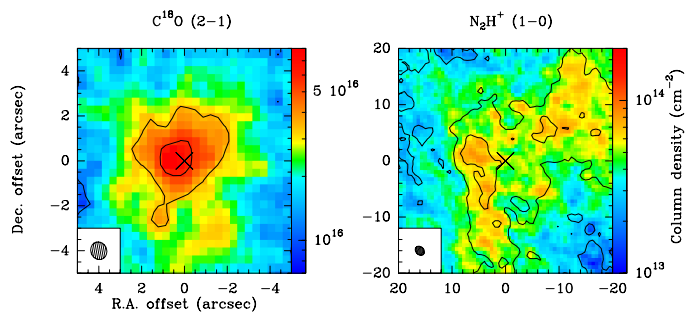 C¹⁸O (2−1)
N₂H⁺ (1−0)
Dec. offset (arcsec)
4
2
0
−2
−4
4 2 0 −2 −4
R.A. offset (arcsec)
5 10¹⁶
10¹⁶
20
10
0
−10
−20
20 10 0 −10 −20
10¹⁴
10¹³
Column density (cm⁻²)